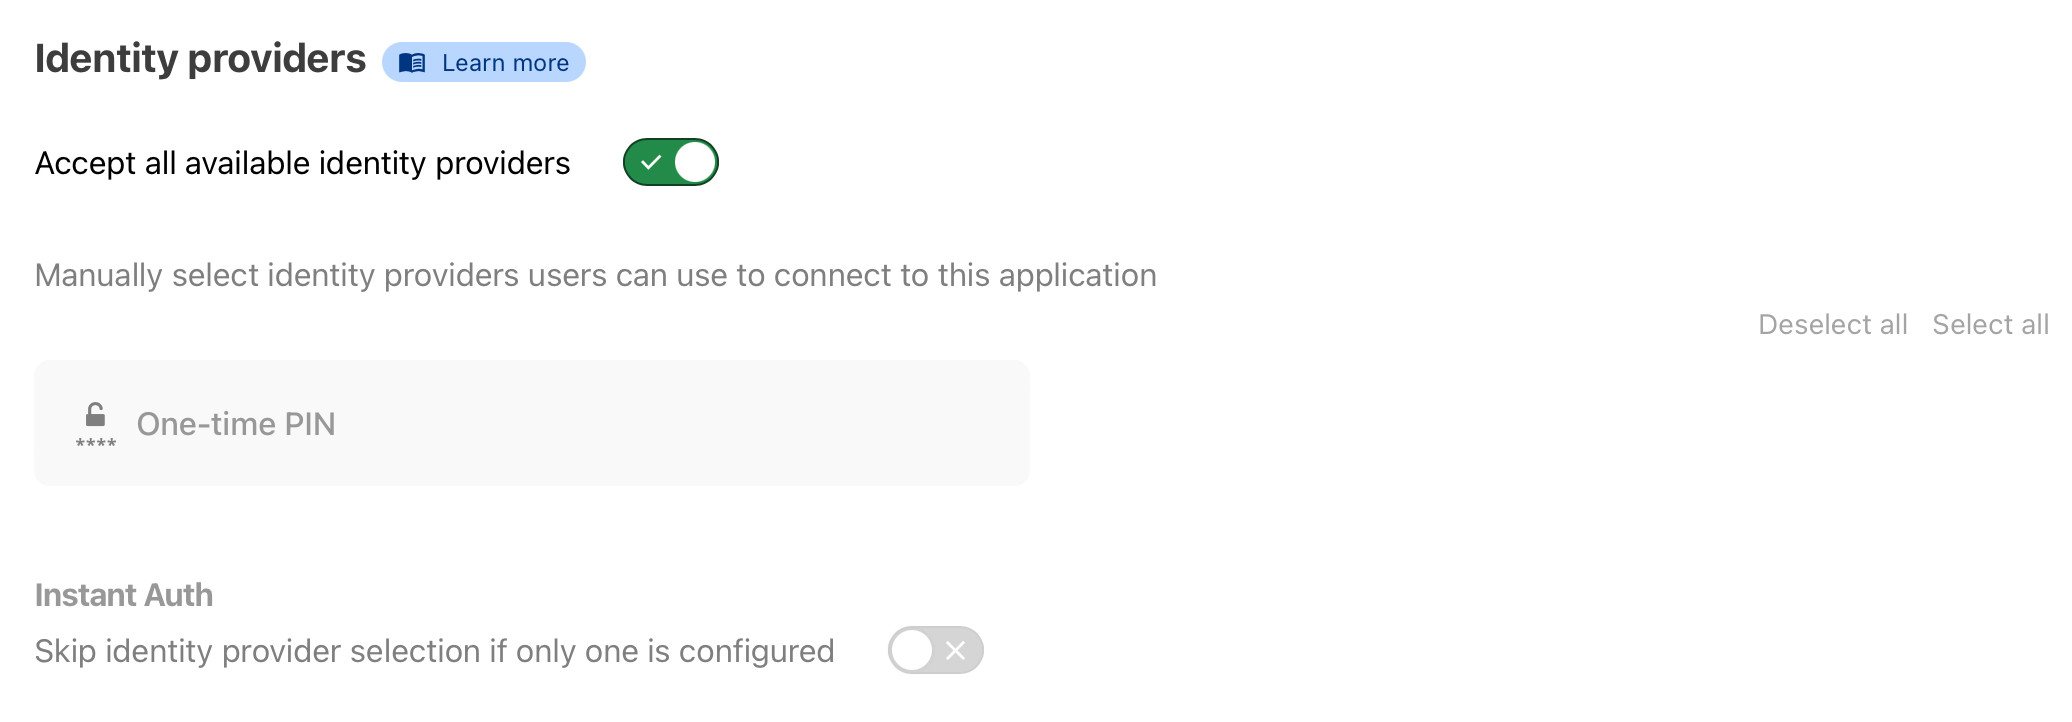 Identity providers
Learn more
Accept all available identity providers
Manually select identity providers users can use to connect to this application
Deselect all Select all
****
One-time PIN
Instant Auth
Skip identity provider selection if only one is configured